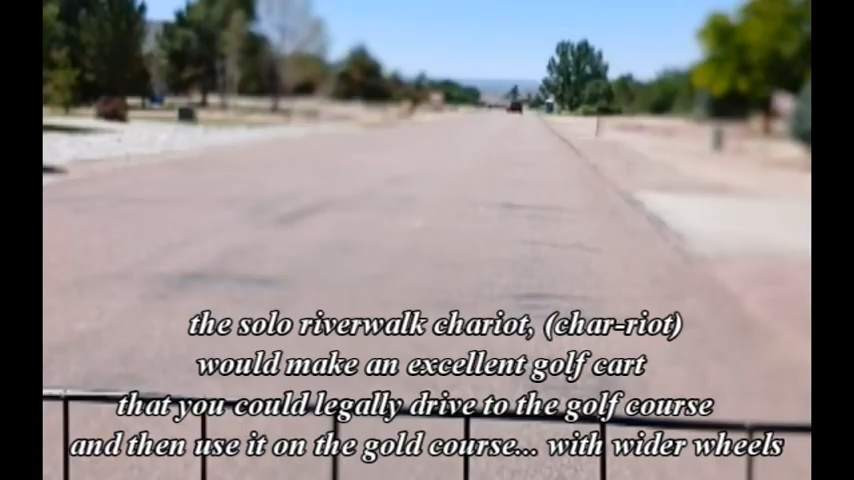 the solo riverwalk chariot, (char-riot)
would make an excellent golf cart
that you could legally drive to the golf course
and then use it on the gold course... with wider wheels